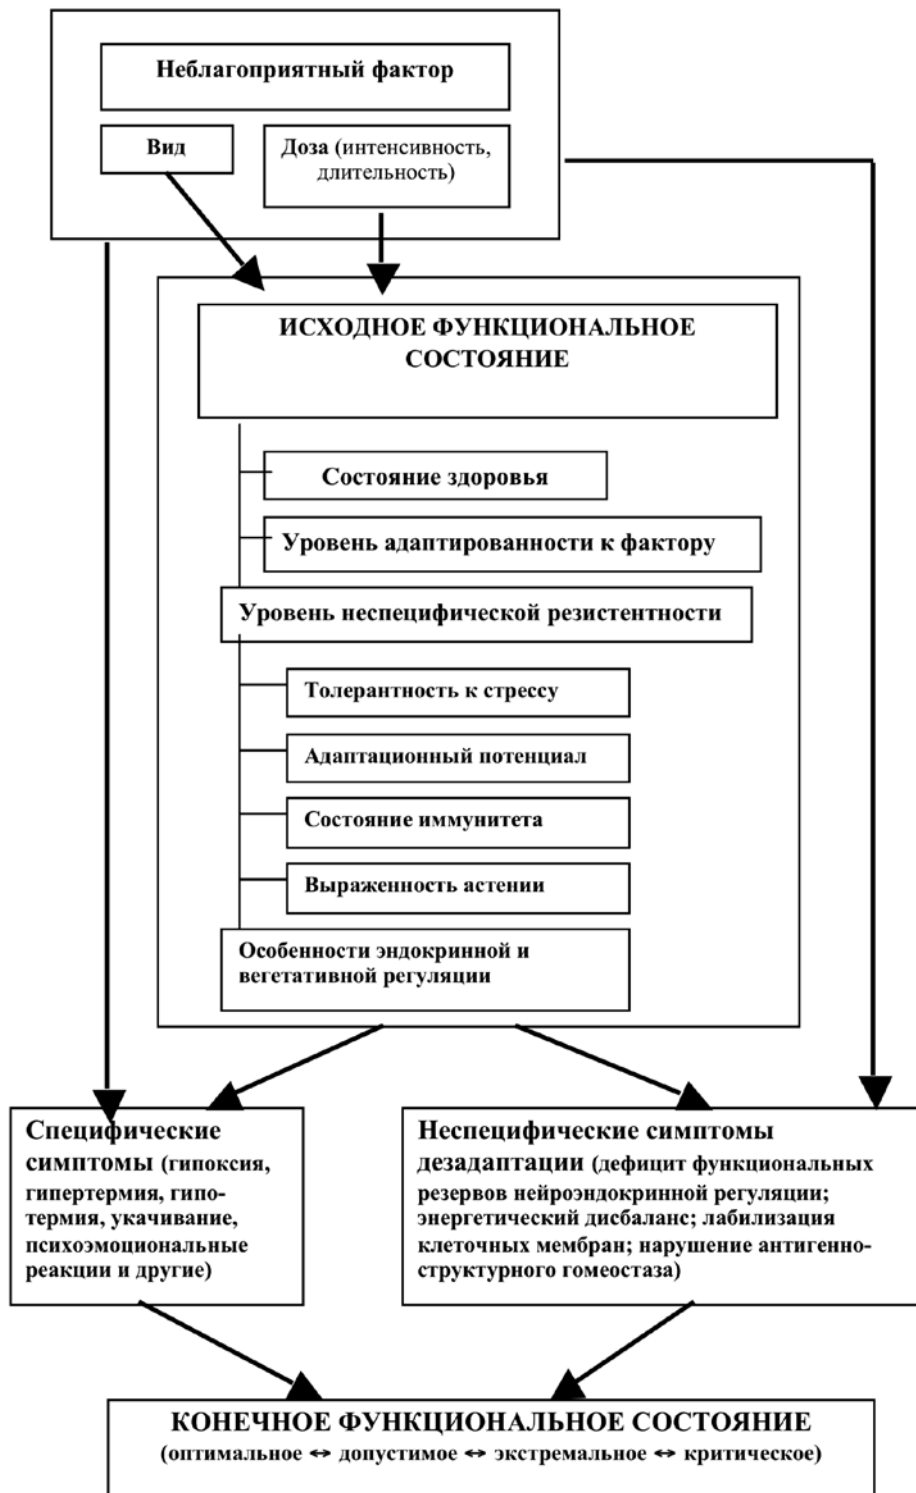 Неблагоприятный фактор
Вид
Доза (интенсивность,
длительность)
ИСХОДНОЕ ФУНКЦИОНАЛЬНОЕ
СОСТОЯНИЕ
Состояние здоровья
Уровень адаптированности к фактору
Уровень неспецифической резистентности
Толерантность к стрессу
Адаптационный потенциал
Состояние иммунитета
Выраженность астении
Особенности эндокринной и
вегетативной регуляции
Специфические
симптомы (гипоксия,
гипертермия, гипо-
термия, укачивание,
психоэмоциональные
реакции и другие)
Неспецифические симптомы
дезадаптации (дефицит функциональных
резервов нейроэндокринной регуляции;
энергетический дисбаланс; лабилизация
клеточных мембран; нарушение антигенно-
структурного гомеостаза)
КОНЕЧНОЕ ФУНКЦИОНАЛЬНОЕ СОСТОЯНИЕ
(оптимальное ↔ допустимое ↔ экстремальное ↔ критическое)